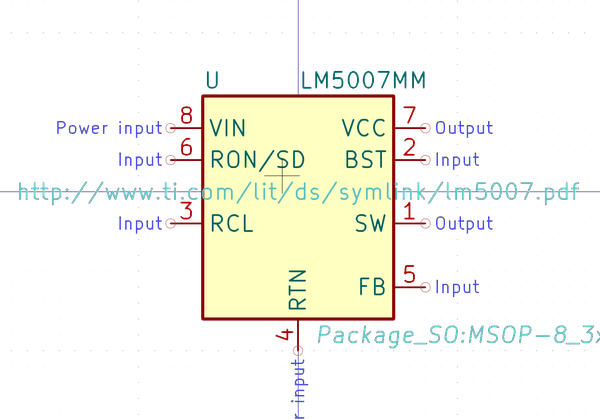 U LM5007MM
Power input 8 VIN VCC 7 Output
Input 6 RON/SD BST 2 Input
http://www.ti.com/lit/ds/symlink/lm5007.pdf
Input 3 RCL SW 1 Output
FB 5 Input
RTN
4
Package_SO:MSOP-8_3x
input